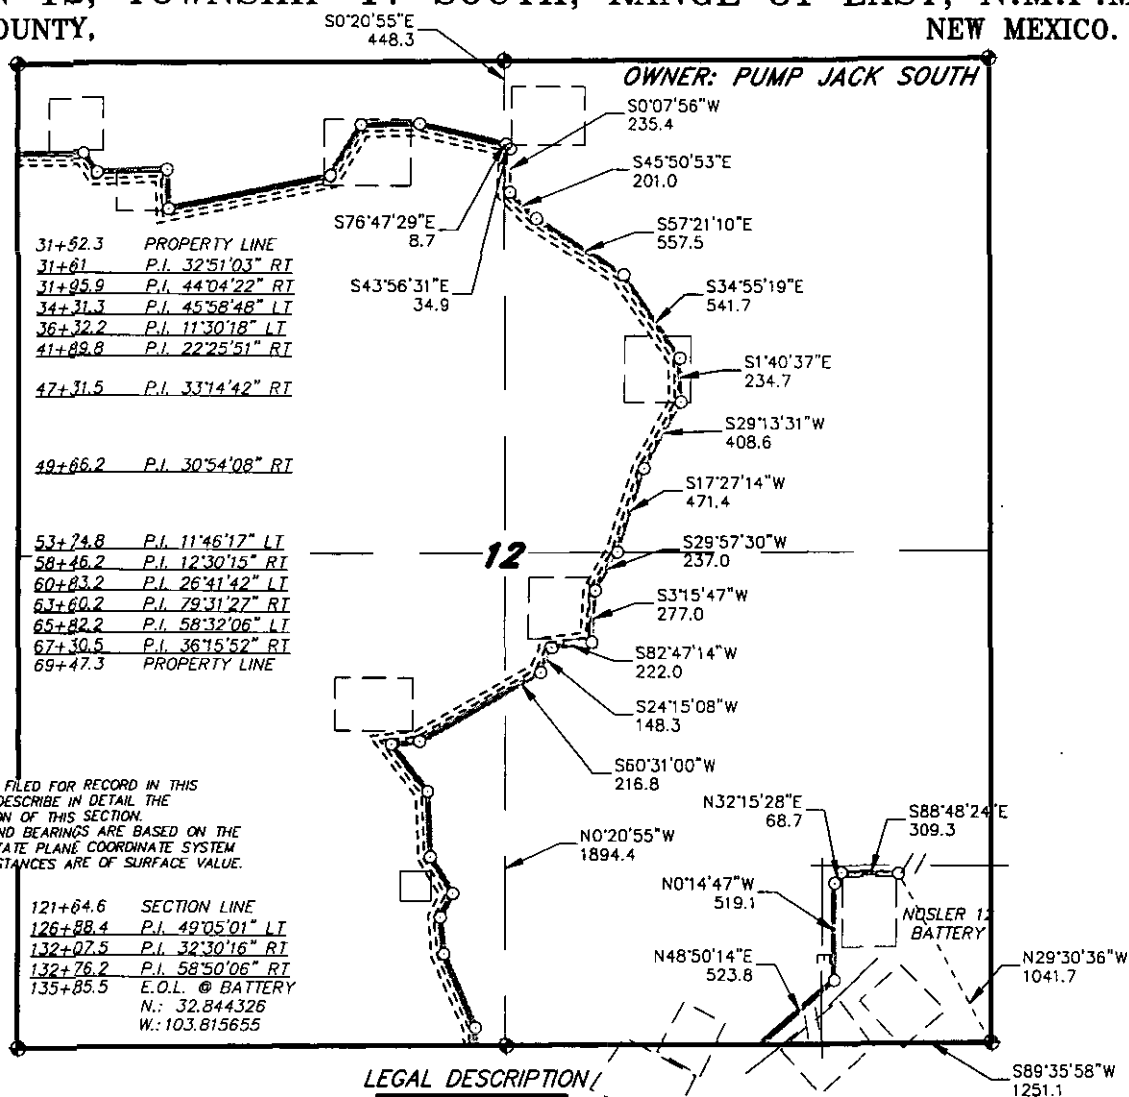 12, TOWNSHIP 17 SOUTH, RANGE 31 EAST, N.M.P.M
OUNTY, NEW MEXICO.
S0°20'55"E
448.3
OWNER: PUMP JACK SOUTH
S0°07'56"W
235.4
S45°50'53"E
201.0
S76°47'29"E
8.7
S57°21'10"E
557.5
S43°56'31"E
34.9
S34°55'19"E
541.7
S1°40'37"E
234.7
S29°13'31"W
408.6
S17°27'14"W
471.4
12
S29°57'30"W
237.0
S3°15'47"W
277.0
S82°47'14"W
222.0
S24°15'08"W
148.3
S60°31'00"W
216.8
N0°20'55"W
1894.4
31+52.3 PROPERTY LINE
31+61 P.I. 32°51'03" RT
31+95.9 P.I. 44°04'22" RT
34+31.3 P.I. 45°58'48" LT
36+32.2 P.I. 11°30'18" LT
41+89.8 P.I. 22°25'51" RT
47+31.5 P.I. 33°14'42" RT
49+66.2 P.I. 30°54'08" RT
53+74.8 P.I. 11°46'17" LT
58+46.2 P.I. 12°30'15" RT
60+83.2 P.I. 26°41'42" LT
63+60.2 P.I. 79°31'27" RT
65+82.2 P.I. 58°32'06" LT
67+30.5 P.I. 36°15'52" RT
69+47.3 PROPERTY LINE
FILED FOR RECORD IN THIS
DESCRIBE IN DETAIL THE
ON OF THIS SECTION.
ND BEARINGS ARE BASED ON THE
TATE PLANE COORDINATE SYSTEM
STANCES ARE OF SURFACE VALUE.
121+64.6 SECTION LINE
126+88.4 P.I. 49°05'01" LT
132+07.5 P.I. 32°30'16" RT
132+76.2 P.I. 58°50'06" RT
135+85.5 E.O.L. @ BATTERY
N.: 32.844326
W.: 103.815655
N32°15'28"E
68.7
S88°48'24"E
309.3
N0°14'47"W
519.1
NOSLER 12
BATTERY
E
N48°50'14"E
523.8
N29°30'36"W
1041.7
S89°35'58"W
1251.1
LEGAL DESCRIPTION